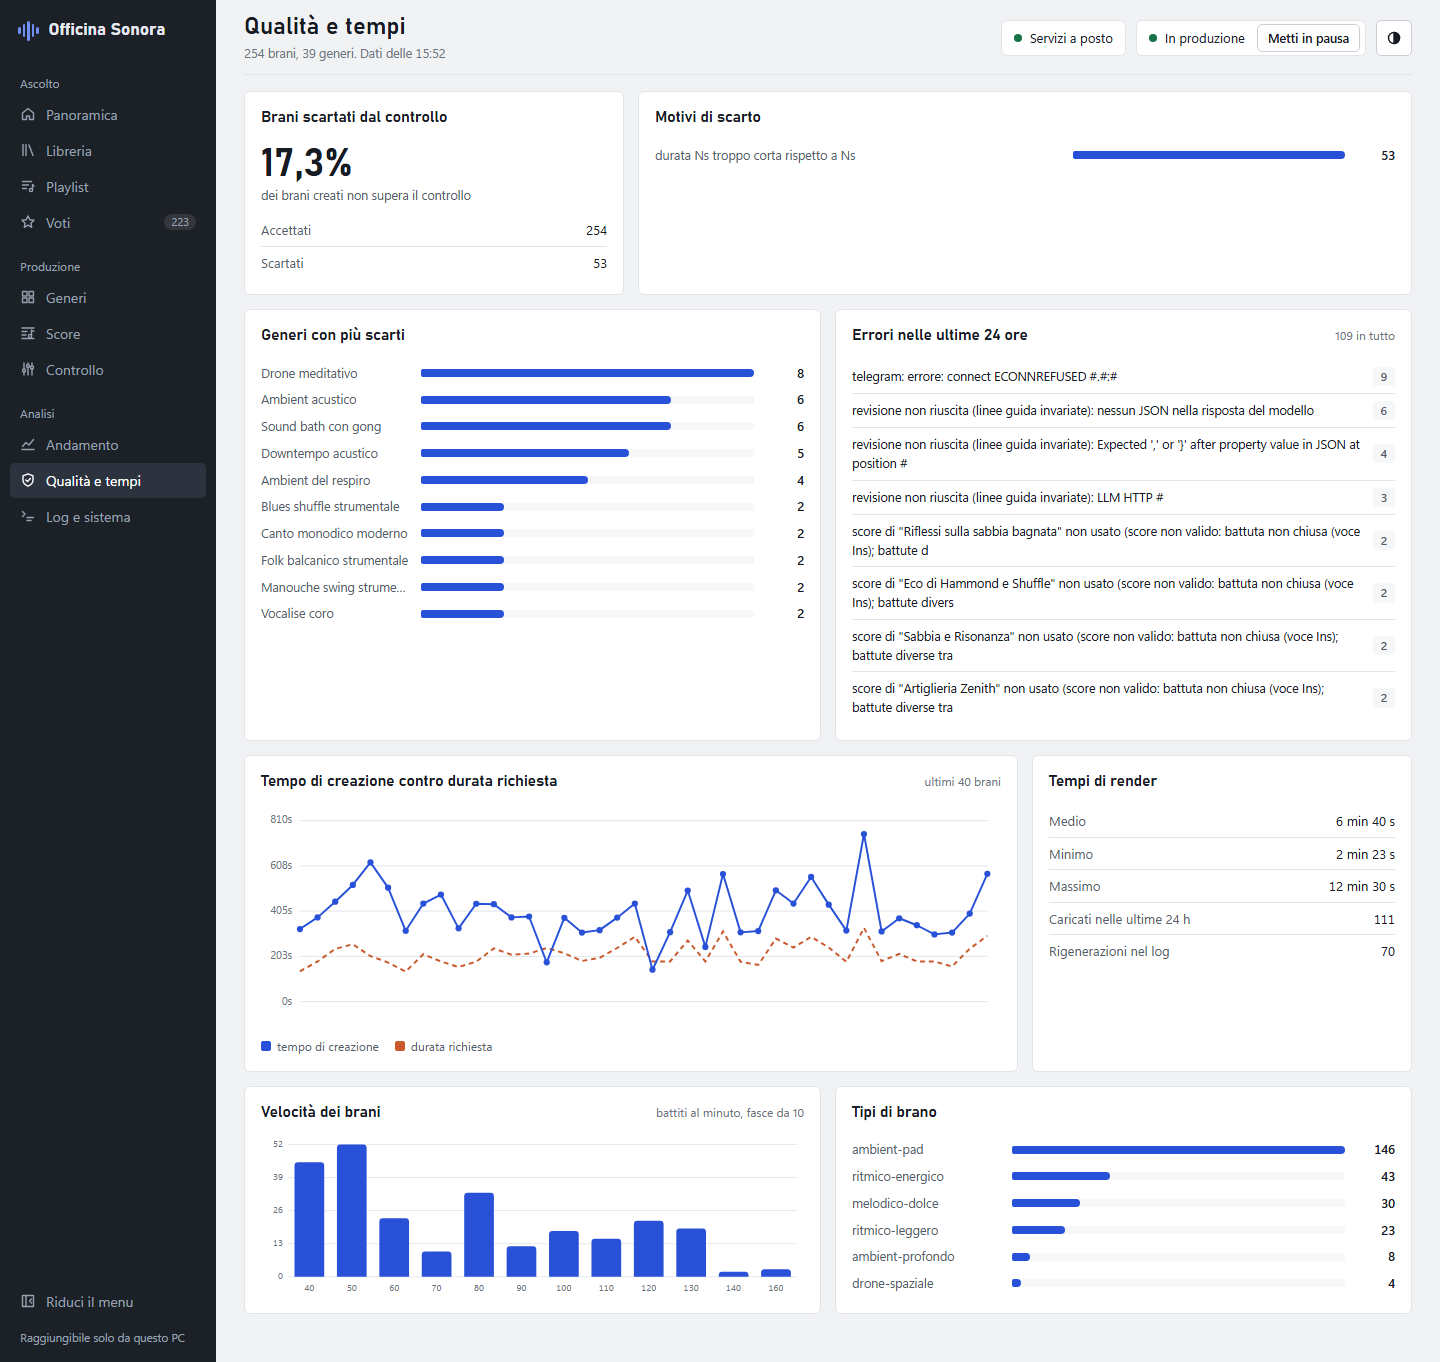 Officina Sonora
Ascolto
Panoramica
Libreria
Playlist
Voti 223
Produzione
Generi
Score
Controllo
Analisi
Andamento
Qualità e tempi
Log e sistema
Riduci il menu
Raggiungibile solo da questo PC
Qualità e tempi
254 brani, 39 generi. Dati delle 15:52
Servizi a posto
In produzione
Metti in pausa
Brani scartati dal controllo
17,3%
dei brani creati non supera il controllo
Accettati 254
Scartati 53
Motivi di scarto
durata Ns troppo corta rispetto a Ns 53
Generi con più scarti
Drone meditativo 8
Ambient acustico 6
Sound bath con gong 6
Downtempo acustico 5
Ambient del respiro 4
Blues shuffle strumentale 2
Canto monodico moderno 2
Folk balcanico strumentale 2
Manouche swing strume... 2
Vocalise coro 2
Errori nelle ultime 24 ore 109 in tutto
telegram: errore: connect ECONNREFUSED #.#:# 9
revisione non riuscita (linee guida invariate): nessun JSON nella risposta del modello 6
revisione non riuscita (linee guida invariate): Expected ',' or '}' after property value in JSON at
position # 4
revisione non riuscita (linee guida invariate): LLM HTTP # 3
score di "Riflessi sulla sabbia bagnata" non usato (score non valido: battuta non chiusa (voce
Ins); battute d 2
score di "Eco di Hammond e Shuffle" non usato (score non valido: battuta non chiusa (voce
Ins); battute divers 2
score di "Sabbia e Risonanza" non usato (score non valido: battuta non chiusa (voce Ins);
battute diverse tra 2
score di "Artiglieria Zenith" non usato (score non valido: battuta non chiusa (voce Ins);
battute diverse tra 2
Tempo di creazione contro durata richiesta ultimi 40 brani
810s
608s
405s
203s
0s
tempo di creazione durata richiesta
Tempi di render
Medio 6 min 40 s
Minimo 2 min 23 s
Massimo 12 min 30 s
Caricati nelle ultime 24 h 111
Rigenerazioni nel log 70
Velocità dei brani battiti al minuto, fasce da 10
52
39
26
13
0
40 50 60 70 80 90 100 110 120 130 140 160
Tipi di brano
ambient-pad 146
ritmico-energico 43
melodico-dolce 30
ritmico-leggero 23
ambient-profondo 8
drone-spaziale 4